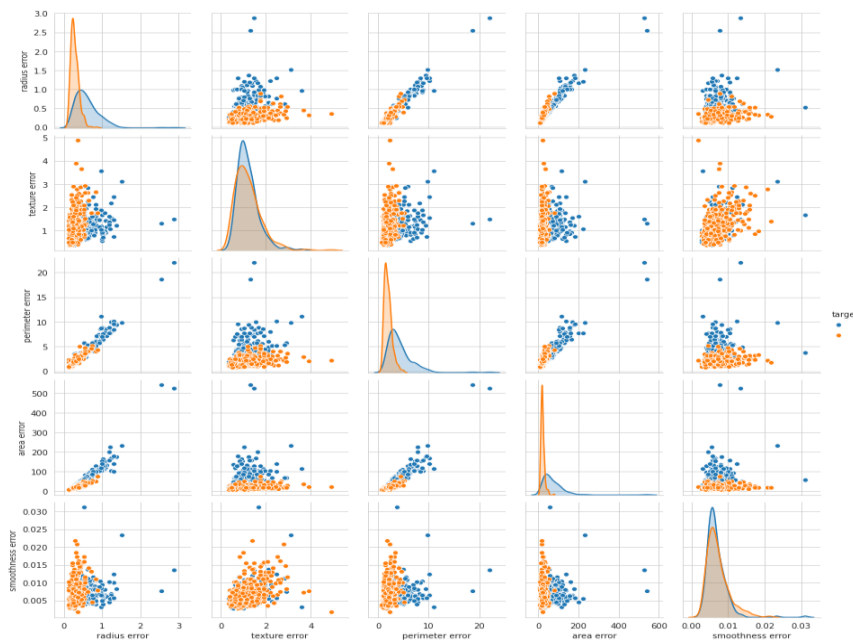 radius error
3.0
2.5
2.0
1.5
1.0
0.5
0.0
texture error
5
4
3
2
1
perimeter error
20
15
10
5
0
target
area error
500
400
300
200
100
0
smoothness error
0.030
0.025
0.020
0.015
0.010
0.005
0 1 2 3
0 2 4
0 10 20
0 200 400 600
0.00 0.01 0.02 0.03
radius error texture error perimeter error area error smoothness error